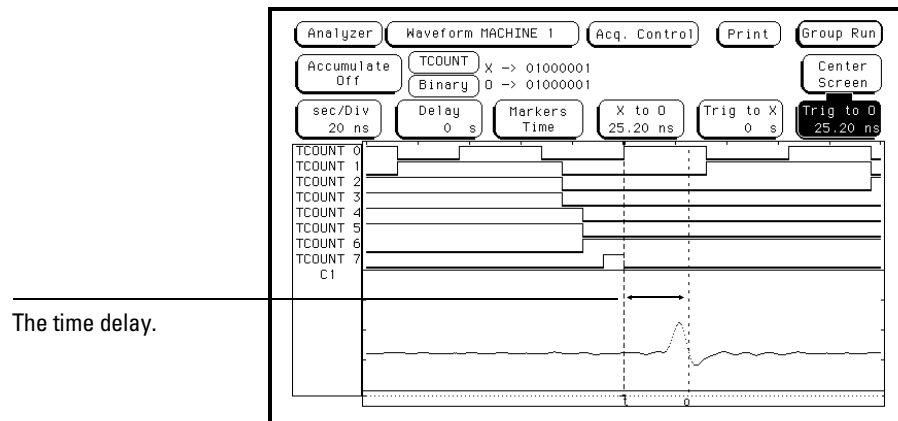 Analyzer Waveform MACHINE 1 Acq. Control Print Group Run
Accumulate Off TCOUNT X -> 01000001 Center Screen
Binary O -> 01000001
sec/Div 20 ns Delay 0 s Markers Time X to O 25.20 ns Trig to X 0 s Trig to O 25.20 ns
TCOUNT 0
TCOUNT 1
TCOUNT 2
TCOUNT 3
TCOUNT 4
TCOUNT 5
TCOUNT 6
TCOUNT 7
C1
The time delay.
t o